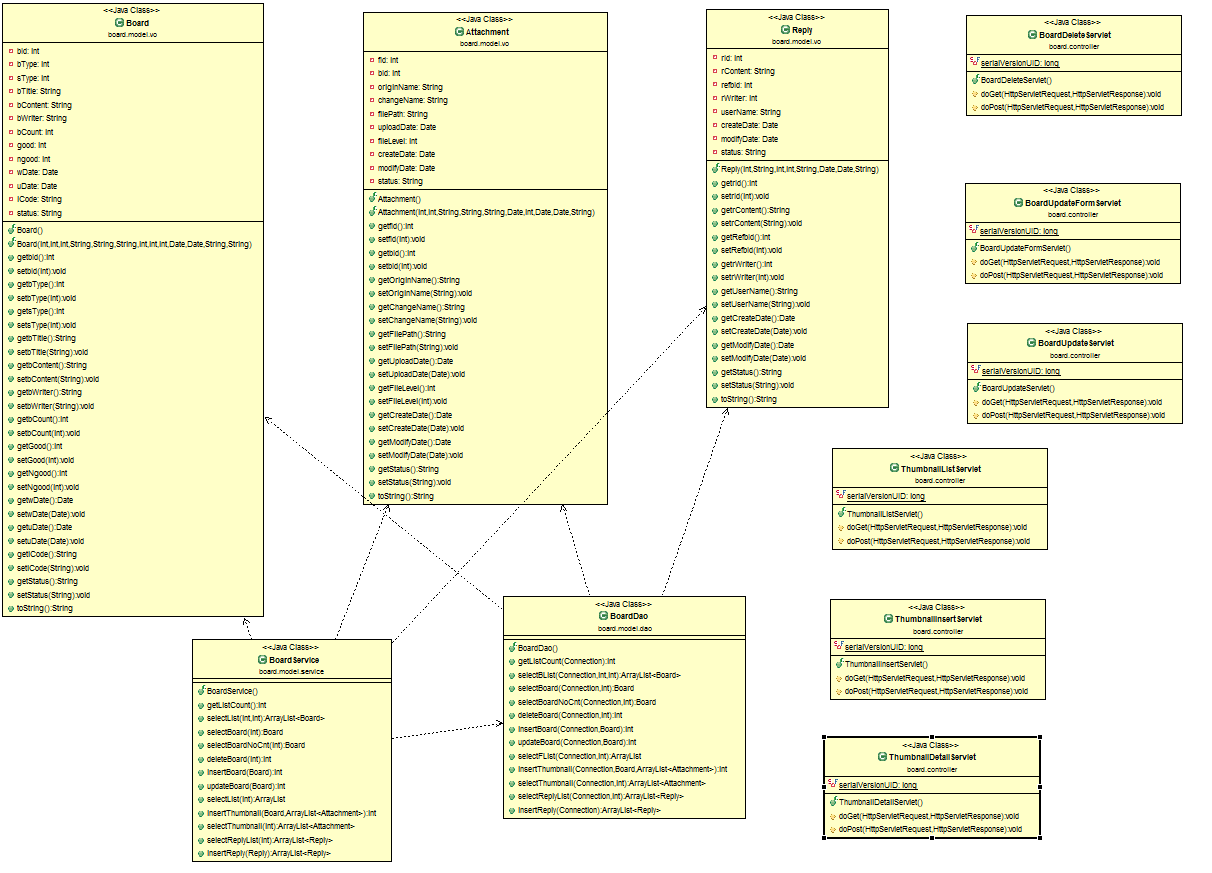 <<Java Class>>
Board
board.model.vo
bid: int
bType: int
sType: int
bTitle: String
bContent: String
bWriter: String
bCount: int
good: int
ngood: int
wDate: Date
uDate: Date
lCode: String
status: String
Board()
Board(int,int,int,String,String,String,int,int,int,Date,Date,String,String)
getbid():int
setbid(int):void
getbType():int
setbType(int):void
getsType():int
setsType(int):void
getbTitle():String
setbTitle(String):void
getbContent():String
setbContent(String):void
getbWriter():String
setbWriter(String):void
getbCount():int
setbCount(int):void
getGood():int
setGood(int):void
getNgood():int
setNgood(int):void
getwDate():Date
setwDate(Date):void
getuDate():Date
setuDate(Date):void
getlCode():String
setlCode(String):void
getStatus():String
setStatus(String):void
toString():String
<<Java Class>>
Attachment
board.model.vo
fid: int
bid: int
originName: String
changeName: String
filePath: String
uploadDate: Date
fileLevel: int
createDate: Date
modifyDate: Date
status: String
Attachment()
Attachment(int,int,String,String,String,Date,int,Date,Date,String)
getfid():int
setfid(int):void
getbid():int
setbid(int):void
getOriginName():String
setOriginName(String):void
getChangeName():String
setChangeName(String):void
getFilePath():String
setFilePath(String):void
getUploadDate():Date
setUploadDate(Date):void
getFileLevel():int
setFileLevel(int):void
getCreateDate():Date
setCreateDate(Date):void
getModifyDate():Date
setModifyDate(Date):void
getStatus():String
setStatus(String):void
toString():String
<<Java Class>>
Reply
board.model.vo
rid: int
rContent: String
refbid: int
rWriter: int
userName: String
createDate: Date
modifyDate: Date
status: String
Reply(int,String,int,int,String,Date,Date,String)
getrid():int
setrid(int):void
getrContent():String
setrContent(String):void
getRefbid():int
setRefbid(int):void
getrWriter():int
setrWriter(int):void
getUserName():String
setUserName(String):void
getCreateDate():Date
setCreateDate(Date):void
getModifyDate():Date
setModifyDate(Date):void
getStatus():String
setStatus(String):void
toString():String
<<Java Class>>
BoardDeleteServlet
board.controller
serialVersionUID: long
BoardDeleteServlet()
doGet(HttpServletRequest,HttpServletResponse):void
doPost(HttpServletRequest,HttpServletResponse):void
<<Java Class>>
BoardUpdateFormServlet
board.controller
serialVersionUID: long
BoardUpdateFormServlet()
doGet(HttpServletRequest,HttpServletResponse):void
doPost(HttpServletRequest,HttpServletResponse):void
<<Java Class>>
BoardUpdateServlet
board.controller
serialVersionUID: long
BoardUpdateServlet()
doGet(HttpServletRequest,HttpServletResponse):void
doPost(HttpServletRequest,HttpServletResponse):void
<<Java Class>>
ThumbnailListServlet
board.controller
serialVersionUID: long
ThumbnailListServlet()
doGet(HttpServletRequest,HttpServletResponse):void
doPost(HttpServletRequest,HttpServletResponse):void
<<Java Class>>
BoardService
board.model.service
BoardService()
getListCount():int
selectList(int,int):ArrayList<Board>
selectBoard(int):Board
selectBoardNoCnt(int):Board
deleteBoard(int):int
insertBoard(Board):int
updateBoard(Board):int
selectList(int):ArrayList
insertThumbnail(Board,ArrayList<Attachment>):int
selectThumbnail(int):ArrayList<Attachment>
selectReplyList(int):ArrayList<Reply>
insertReply(Reply):ArrayList<Reply>
<<Java Class>>
BoardDao
board.model.dao
BoardDao()
getListCount(Connection):int
selectBList(Connection,int,int):ArrayList<Board>
selectBoard(Connection,int):Board
selectBoardNoCnt(Connection,int):Board
deleteBoard(Connection,int):int
insertBoard(Connection,Board):int
updateBoard(Connection,Board):int
selectFList(Connection,int):ArrayList
insertThumbnail(Connection,Board,ArrayList<Attachment>):int
selectThumbnail(Connection,int):ArrayList<Attachment>
selectReplyList(Connection,int):ArrayList<Reply>
insertReply(Connection):ArrayList<Reply>
<<Java Class>>
ThumbnailInsertServlet
board.controller
serialVersionUID: long
ThumbnailInsertServlet()
doGet(HttpServletRequest,HttpServletResponse):void
doPost(HttpServletRequest,HttpServletResponse):void
<<Java Class>>
ThumbnailDetailServlet
board.controller
serialVersionUID: long
ThumbnailDetailServlet()
doGet(HttpServletRequest,HttpServletResponse):void
doPost(HttpServletRequest,HttpServletResponse):void